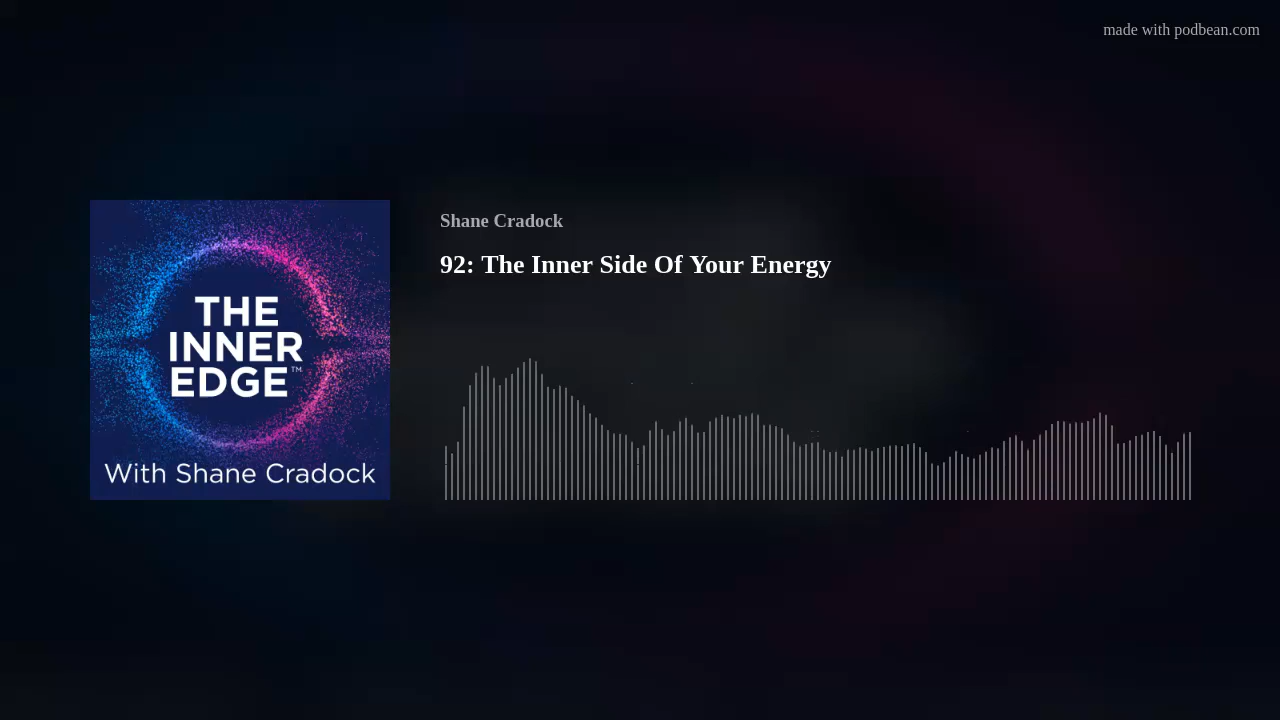 made with podbean.com
THE
INNER
EDGE™
With Shane Cradock
Shane Cradock
92: The Inner Side Of Your Energy